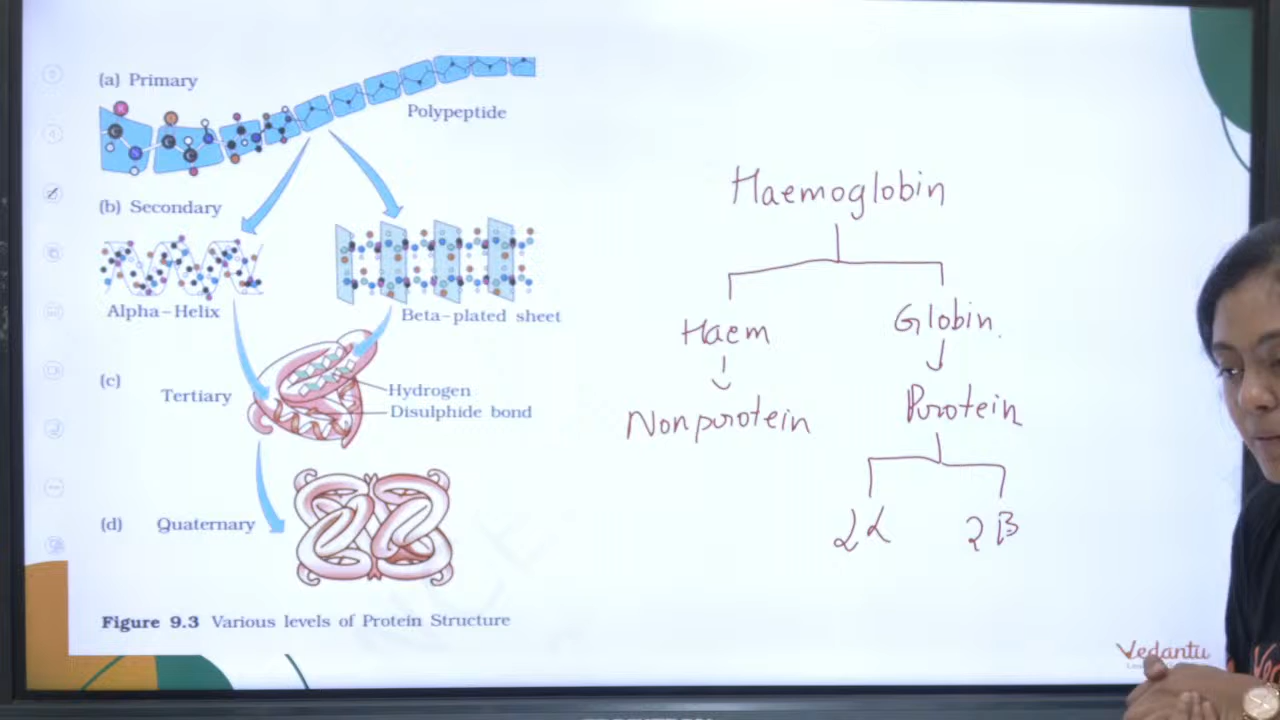 (a) Primary
Polypeptide
(b) Secondary
Alpha-Helix
Beta-plated sheet
(c)
Tertiary
Hydrogen
Disulphide bond
(d) Quaternary
Figure 9.3 Various levels of Protein Structure
Haemoglobin
Haem
Globin
Nonprotein
Protein
2α
2β
Vedantu